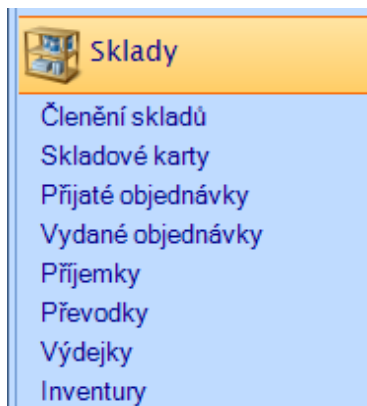 Sklady
Členění skladů
Skladové karty
Přijaté objednávky
Vydané objednávky
Příjemky
Převodky
Výdejky
Inventury